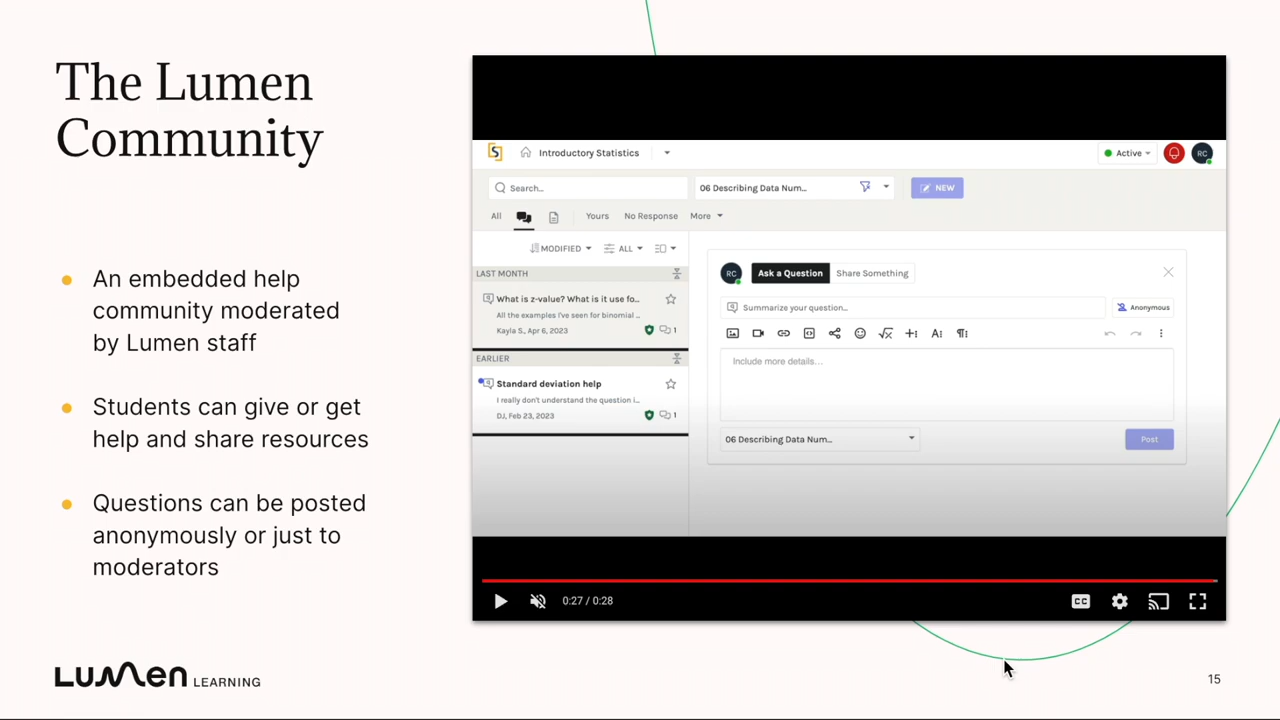 The Lumen
Community
An embedded help
community moderated
by Lumen staff
Students can give or get
help and share resources
Questions can be posted
anonymously or just to
moderators
Introductory Statistics
Active
RC
Search...
06 Describing Data Num...
NEW
All
Yours
No Response
More
MODIFIED
ALL
LAST MONTH
What is z-value? What is it use fo...
All the examples I've seen for binomial ...
Kayla S., Apr 6, 2023
1
EARLIER
Standard deviation help
I really don't understand the question i...
DJ, Feb 23, 2023
1
RC
Ask a Question
Share Something
Summarize your question...
Anonymous
Include more details...
06 Describing Data Num...
Post
0:27 / 0:28
CC
LUMEN LEARNING
15